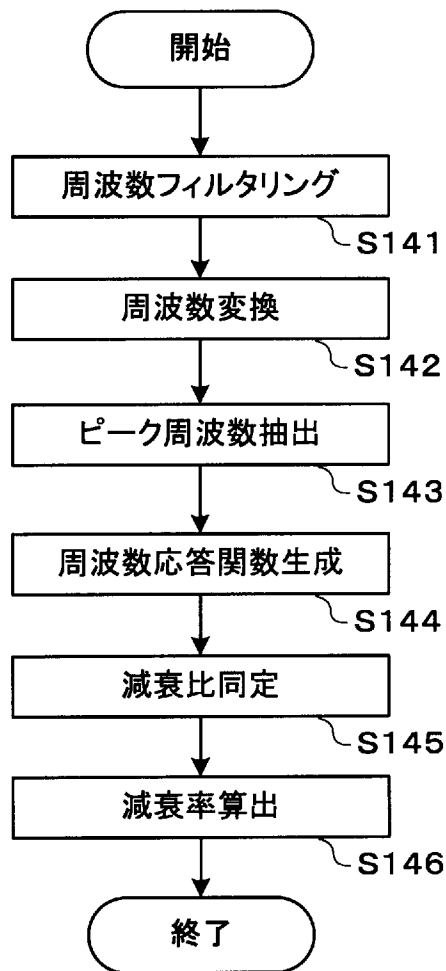 開始
周波数フィルタリング
S141
周波数変換
S142
ピーク周波数抽出
S143
周波数応答関数生成
S144
減衰比同定
S145
減衰率算出
S146
終了